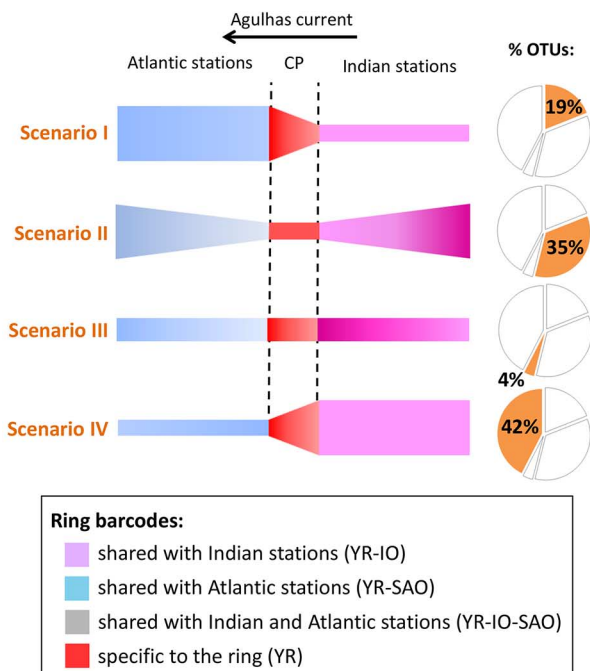 Agulhas current
Atlantic stations CP Indian stations % OTUs:
Scenario I 19%
Scenario II 35%
Scenario III
4%
Scenario IV 42%
Ring barcodes:
shared with Indian stations (YR-IO)
shared with Atlantic stations (YR-SAO)
shared with Indian and Atlantic stations (YR-IO-SAO)
specific to the ring (YR)